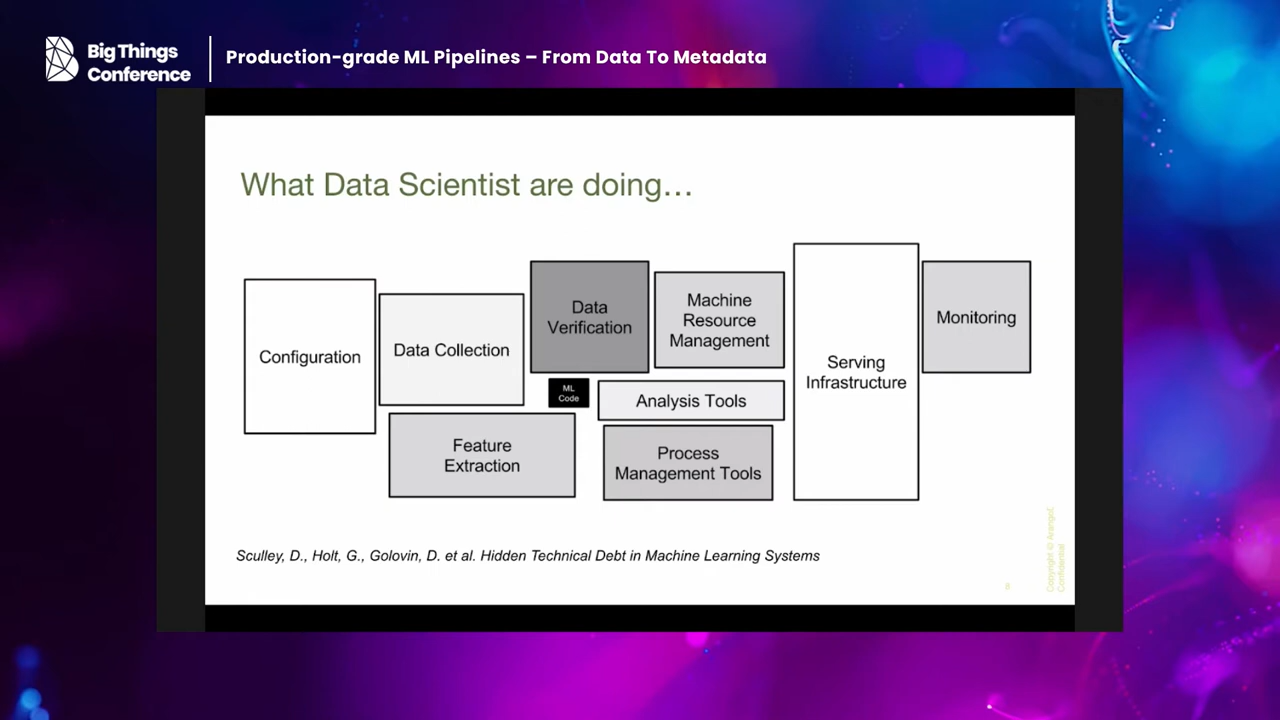 Big Things
Conference
Production-grade ML Pipelines – From Data To Metadata
What Data Scientist are doing...
Configuration
Data Collection
Data
Verification
Machine
Resource
Management
Serving
Infrastructure
Monitoring
ML
Code
Analysis Tools
Feature
Extraction
Process
Management Tools
Sculley, D., Holt, G., Golovin, D. et al. Hidden Technical Debt in Machine Learning Systems
Copyright ©
Confidential